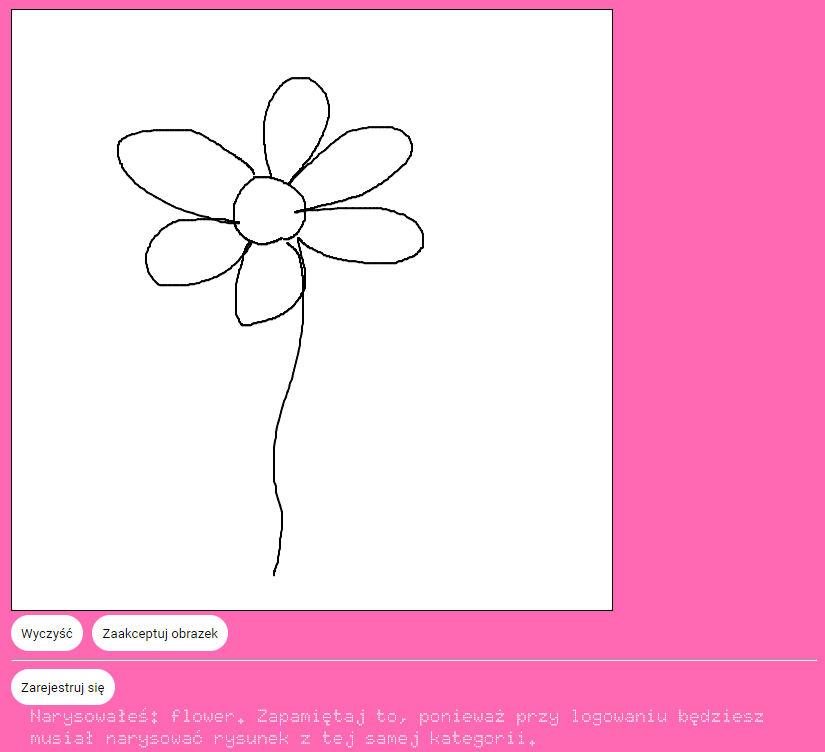 Wyczyść Zaakceptuj obrazek
Zarejestruj się
Narysowałeś: flower. Zapamiętaj to, ponieważ przy logowaniu będziesz
musiał narysować rysunek z tej samej kategorii.